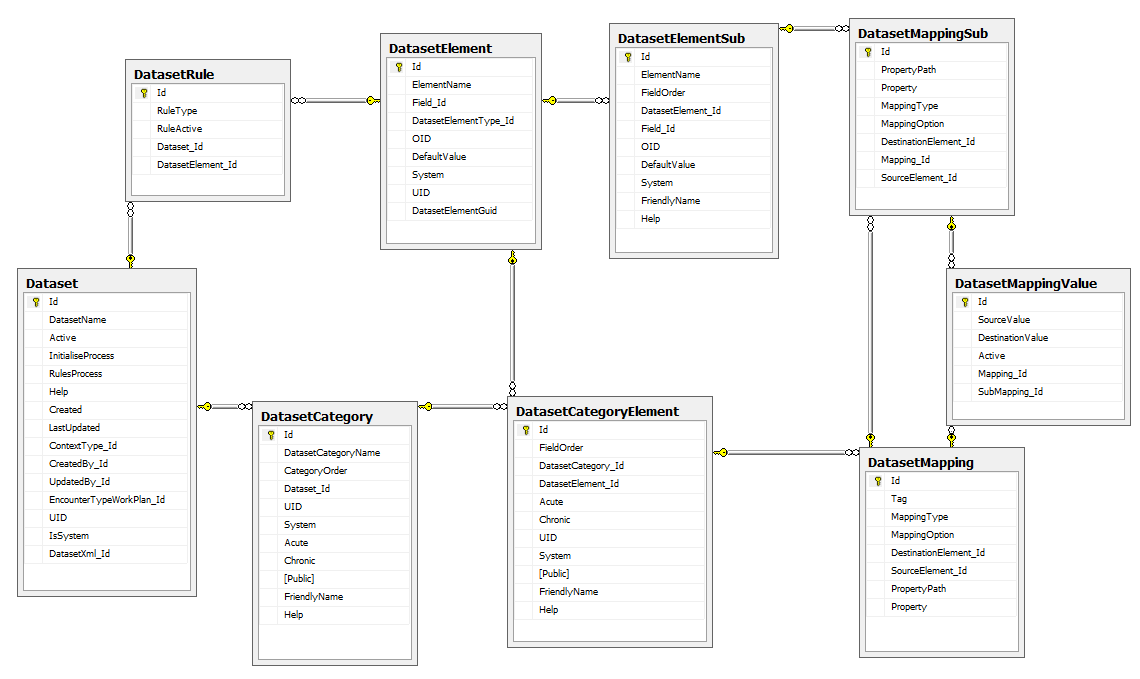 DatasetRule
Id
RuleType
RuleActive
Dataset_Id
DatasetElement_Id
DatasetElement
Id
ElementName
Field_Id
DatasetElementType_Id
OID
DefaultValue
System
UID
DatasetElementGuid
DatasetElementSub
Id
ElementName
FieldOrder
DatasetElement_Id
Field_Id
OID
DefaultValue
System
FriendlyName
Help
DatasetMappingSub
Id
PropertyPath
Property
MappingType
MappingOption
DestinationElement_Id
Mapping_Id
SourceElement_Id
Dataset
Id
DatasetName
Active
InitialiseProcess
RulesProcess
Help
Created
LastUpdated
ContextType_Id
CreatedBy_Id
UpdatedBy_Id
EncounterTypeWorkPlan_Id
UID
IsSystem
DatasetXml_Id
DatasetCategory
Id
DatasetCategoryName
CategoryOrder
Dataset_Id
UID
System
Acute
Chronic
[Public]
FriendlyName
Help
DatasetCategoryElement
Id
FieldOrder
DatasetCategory_Id
DatasetElement_Id
Acute
Chronic
UID
System
[Public]
FriendlyName
Help
DatasetMappingValue
Id
SourceValue
DestinationValue
Active
Mapping_Id
SubMapping_Id
DatasetMapping
Id
Tag
MappingType
MappingOption
DestinationElement_Id
SourceElement_Id
PropertyPath
Property